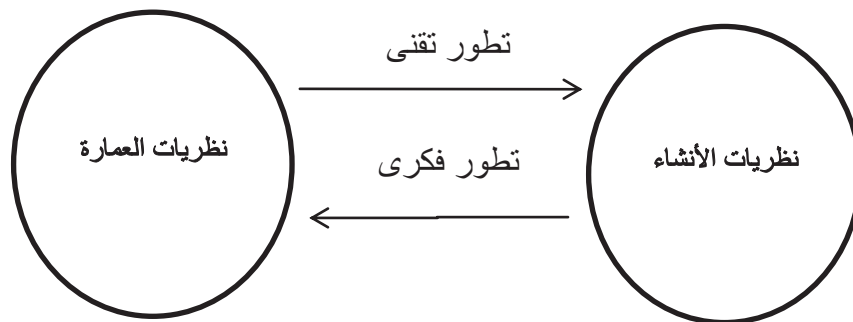 تطور تقنى
نظريات العمارة
نظريات الأنشاء
تطور فكرى